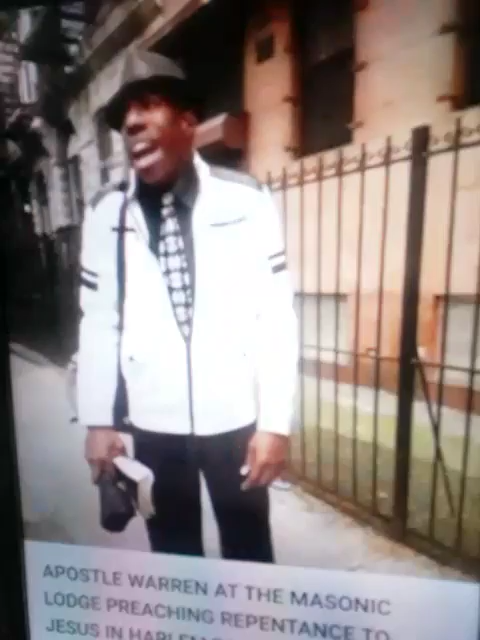 APOSTLE WARREN AT THE MASONIC
LODGE PREACHING REPENTANCE TO
JESUS IN